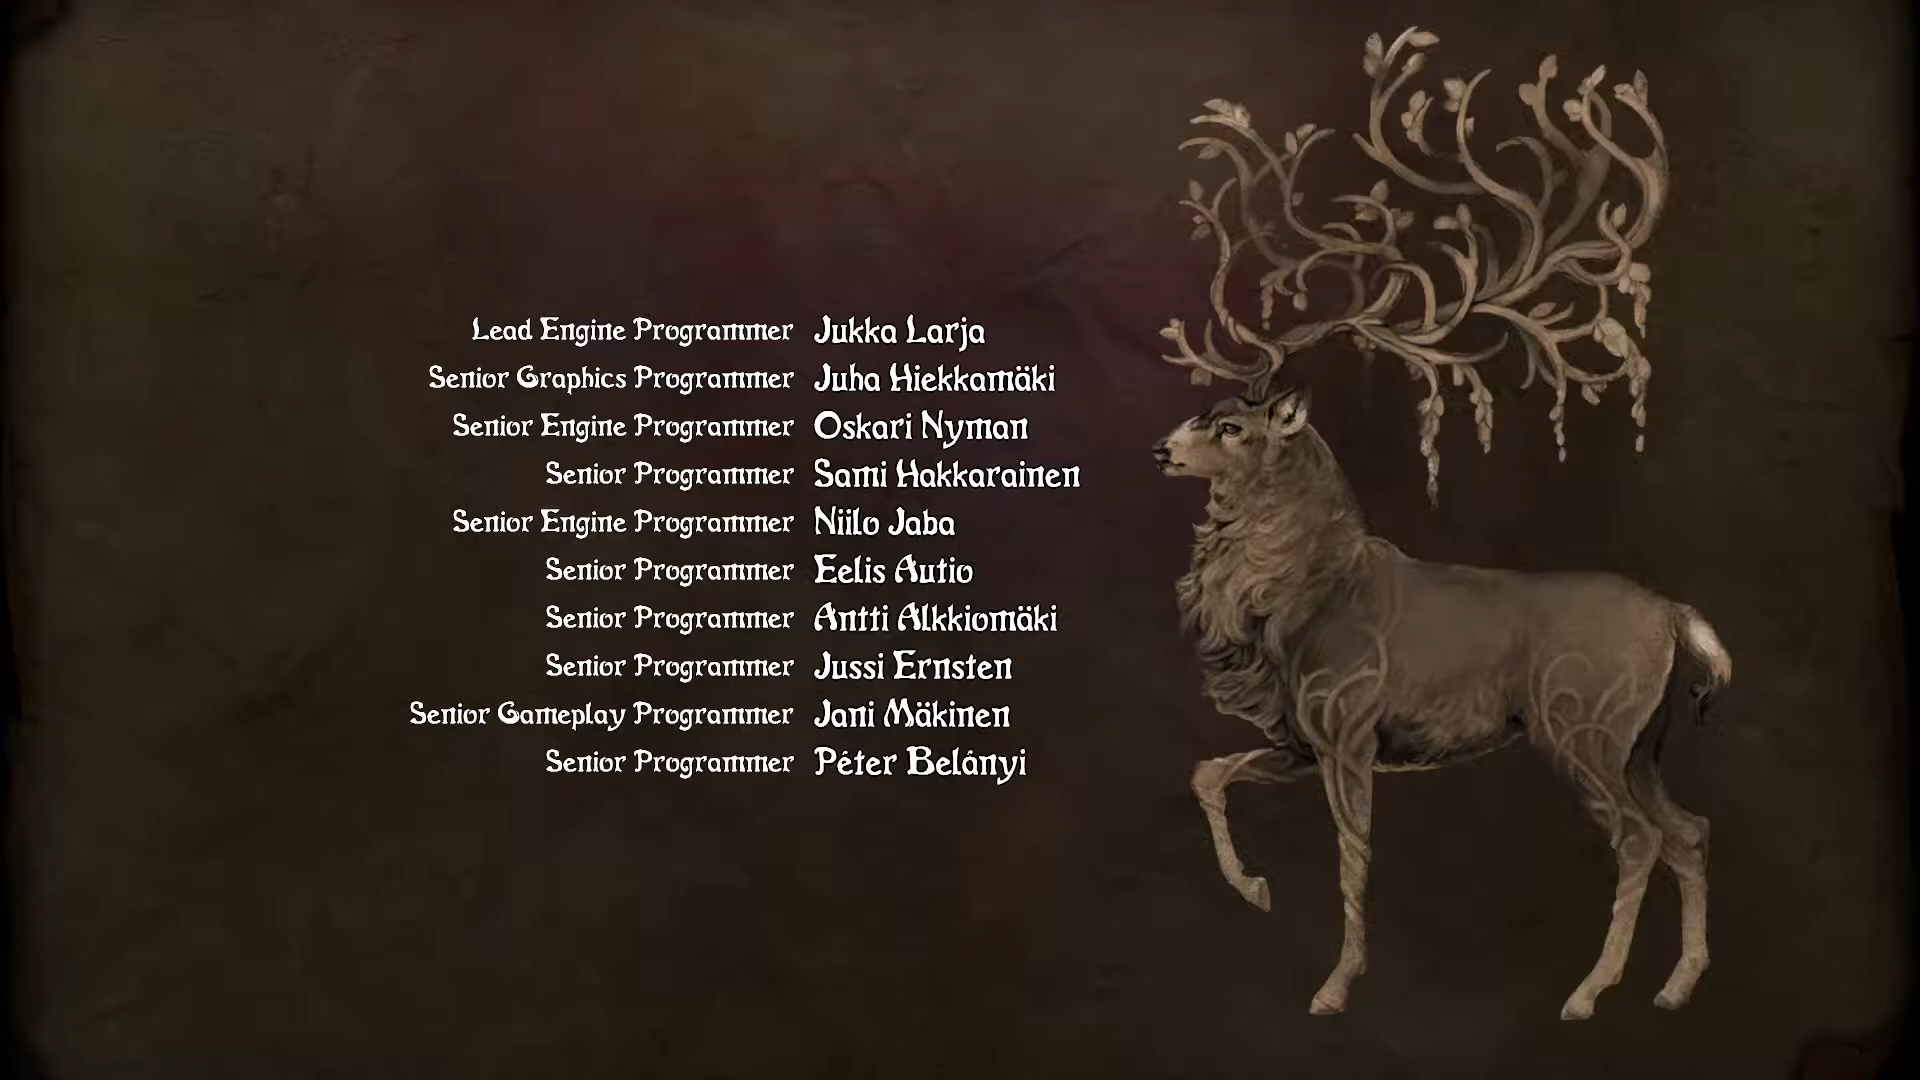 Lead Engine Programmer Jukka Larja
Senior Graphics Programmer Juha Hiekkamäki
Senior Engine Programmer Oskari Nyman
Senior Programmer Sami Hakkarainen
Senior Engine Programmer Niilo Jaba
Senior Programmer Eelis Autio
Senior Programmer Antti Alkkiomäki
Senior Programmer Jussi Ernsten
Senior Gameplay Programmer Jani Mäkinen
Senior Programmer Péter Belányi